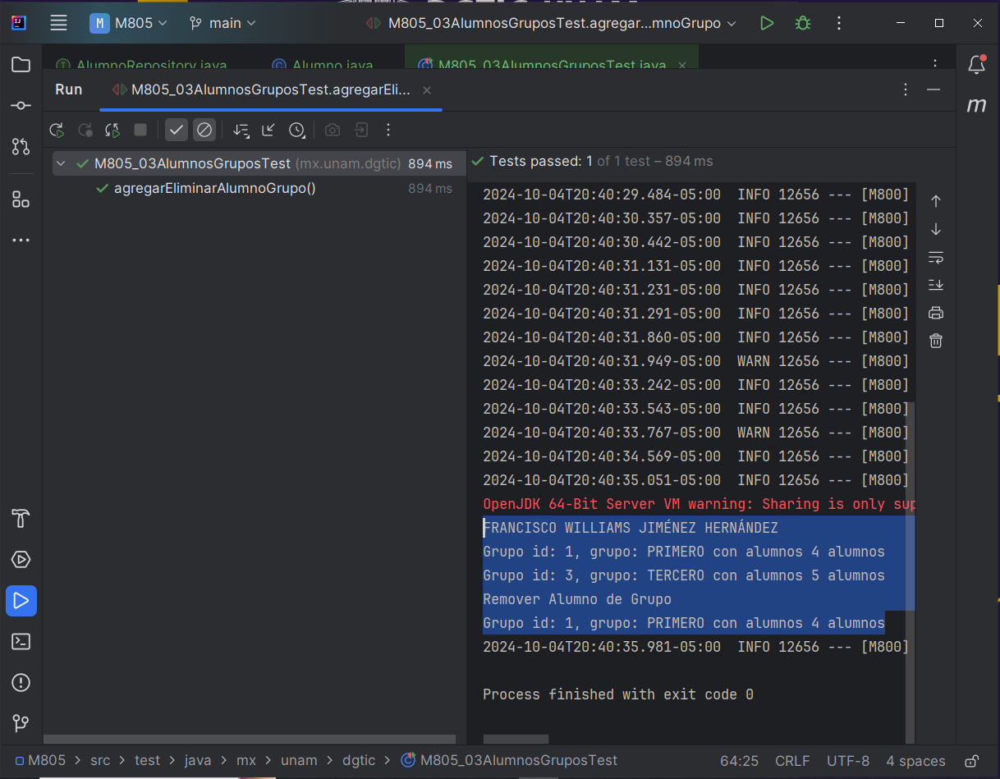 M M805 main M805_03AlumnosGruposTest.agregar...mnoGrupo
AlumnoRepository.java Alumno.java M805_03AlumnosGruposTest.java
Run M805_03AlumnosGruposTest.agregarEli...
M805_03AlumnosGruposTest (mx.unam.dgtic) 894 ms
agregarEliminarAlumnoGrupo() 894 ms
Tests passed: 1 of 1 test – 894 ms
2024-10-04T20:40:29.484-05:00 INFO 12656 --- [M800]
2024-10-04T20:40:30.357-05:00 INFO 12656 --- [M800]
2024-10-04T20:40:30.442-05:00 INFO 12656 --- [M800]
2024-10-04T20:40:31.131-05:00 INFO 12656 --- [M800]
2024-10-04T20:40:31.231-05:00 INFO 12656 --- [M800]
2024-10-04T20:40:31.291-05:00 INFO 12656 --- [M800]
2024-10-04T20:40:31.860-05:00 INFO 12656 --- [M800]
2024-10-04T20:40:31.949-05:00 WARN 12656 --- [M800]
2024-10-04T20:40:33.242-05:00 INFO 12656 --- [M800]
2024-10-04T20:40:33.543-05:00 INFO 12656 --- [M800]
2024-10-04T20:40:33.767-05:00 WARN 12656 --- [M800]
2024-10-04T20:40:34.569-05:00 INFO 12656 --- [M800]
2024-10-04T20:40:35.051-05:00 INFO 12656 --- [M800]
OpenJDK 64-Bit Server VM warning: Sharing is only sup
FRANCISCO WILLIAMS JIMÉNEZ HERNÁNDEZ
Grupo id: 1, grupo: PRIMERO con alumnos 4 alumnos
Grupo id: 3, grupo: TERCERO con alumnos 5 alumnos
Remover Alumno de Grupo
Grupo id: 1, grupo: PRIMERO con alumnos 4 alumnos
2024-10-04T20:40:35.981-05:00 INFO 12656 --- [M800]
Process finished with exit code 0
M805 > src > test > java > mx > unam > dgtic > M805_03AlumnosGruposTest 64:25 CRLF UTF-8 4 spaces